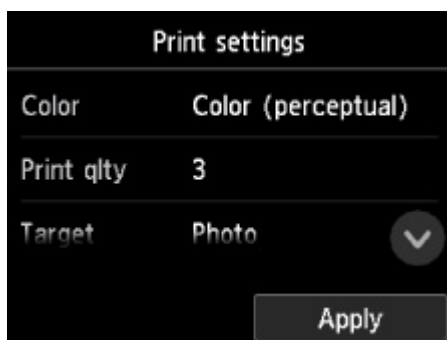 Print settings
Color Color (perceptual)
Print qlty 3
Target Photo
Apply